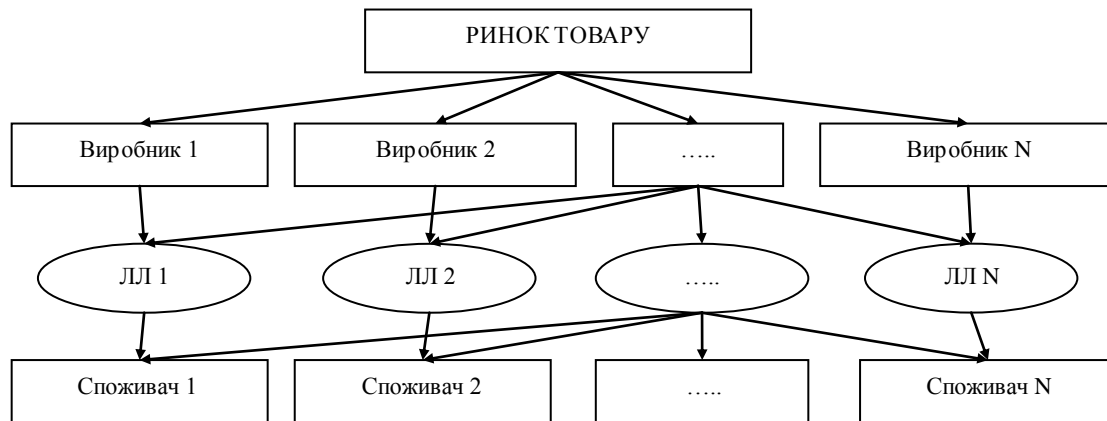 РИНОК ТОВАРУ
Виробник 1
Виробник 2
…..
Виробник N
ЛЛ 1
ЛЛ 2
…..
ЛЛ N
Споживач 1
Споживач 2
…..
Споживач N